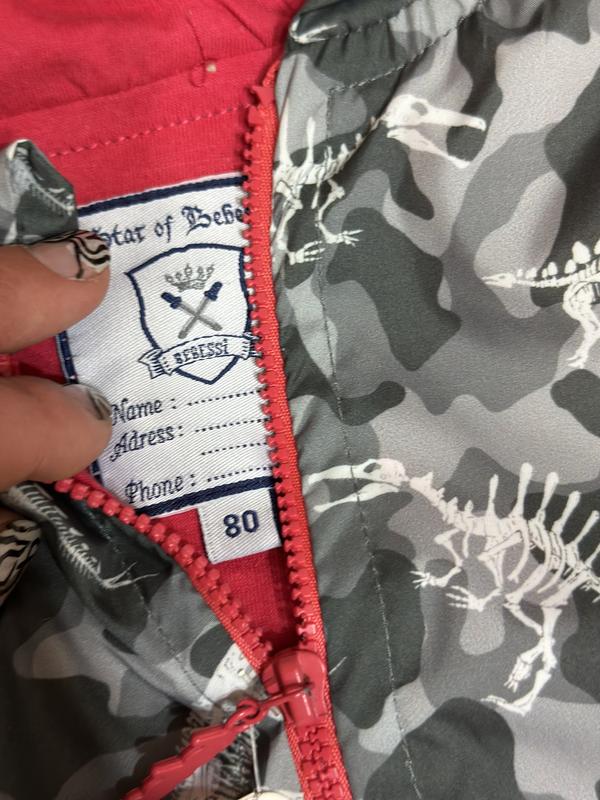 Star of Bebe
BEBESSi
Name :
Adress :
Phone :
80